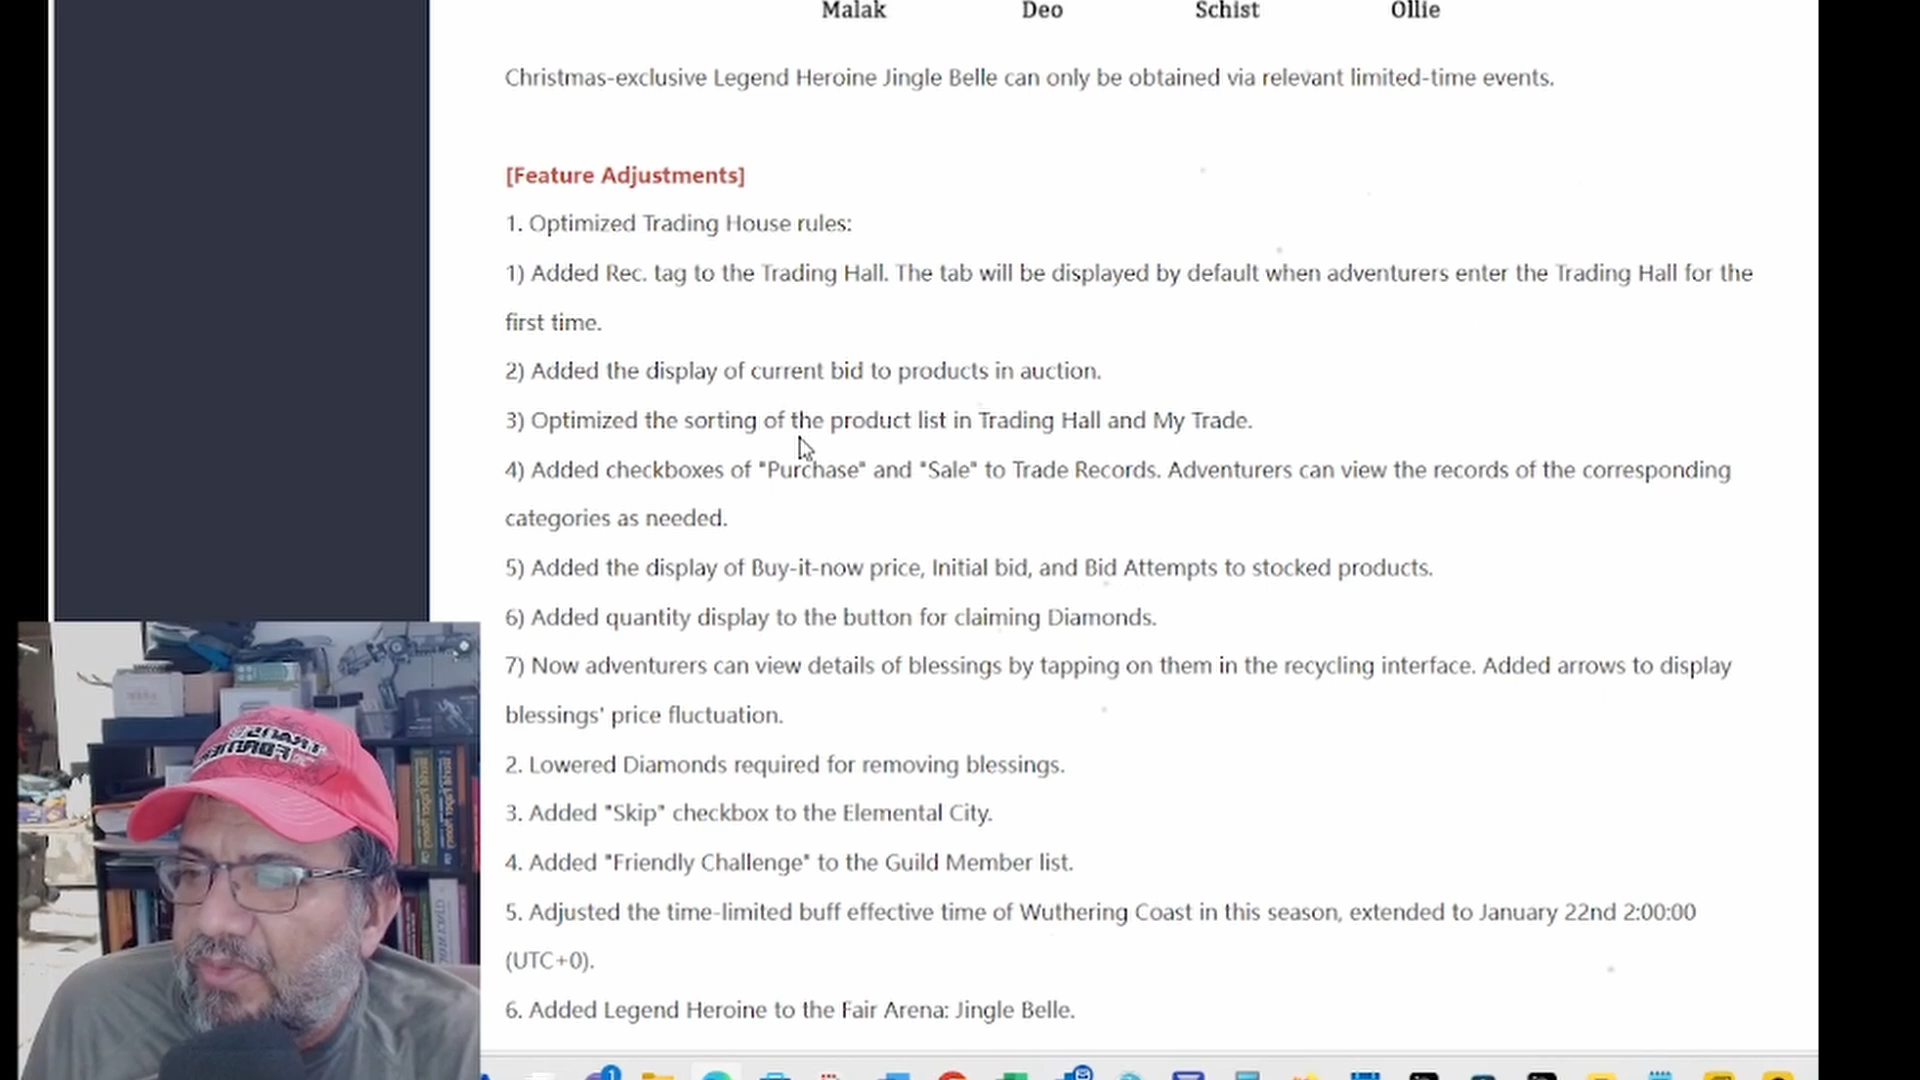 Malak Deo Schist Ollie
Christmas-exclusive Legend Heroine Jingle Belle can only be obtained via relevant limited-time events.
[Feature Adjustments]
1. Optimized Trading House rules:
1) Added Rec. tag to the Trading Hall. The tab will be displayed by default when adventurers enter the Trading Hall for the
first time.
2) Added the display of current bid to products in auction.
3) Optimized the sorting of the product list in Trading Hall and My Trade.
4) Added checkboxes of "Purchase" and "Sale" to Trade Records. Adventurers can view the records of the corresponding
categories as needed.
5) Added the display of Buy-it-now price, Initial bid, and Bid Attempts to stocked products.
6) Added quantity display to the button for claiming Diamonds.
7) Now adventurers can view details of blessings by tapping on them in the recycling interface. Added arrows to display
blessings' price fluctuation.
2. Lowered Diamonds required for removing blessings.
3. Added "Skip" checkbox to the Elemental City.
4. Added "Friendly Challenge" to the Guild Member list.
5. Adjusted the time-limited buff effective time of Wuthering Coast in this season, extended to January 22nd 2:00:00
(UTC+0).
6. Added Legend Heroine to the Fair Arena: Jingle Belle.
1